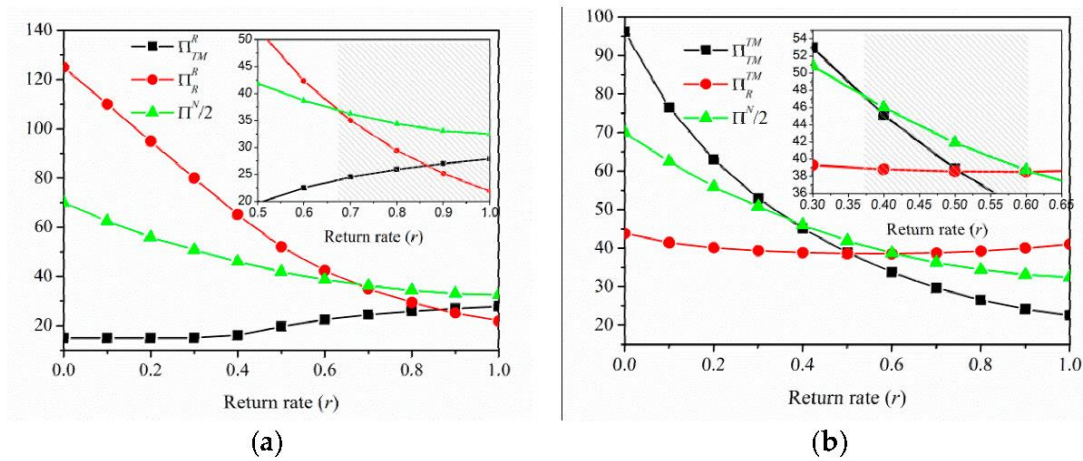 (a)
140
120
100
80
60
40
20
0.0 0.2 0.4 0.6 0.8 1.0
Return rate (r)
Π^R_TM
Π^R_R
Π^N/2
50
45
40
35
30
25
20
0.5 0.6 0.7 0.8 0.9 1.0
Return rate (r)
(b)
100
90
80
70
60
50
40
30
20
0.0 0.2 0.4 0.6 0.8 1.0
Return rate (r)
Π^TM_TM
Π^TM_R
Π^N/2
54
52
50
48
46
44
42
40
38
36
0.30 0.35 0.40 0.45 0.50 0.55 0.60 0.65
Return rate (r)
(a)
(b)